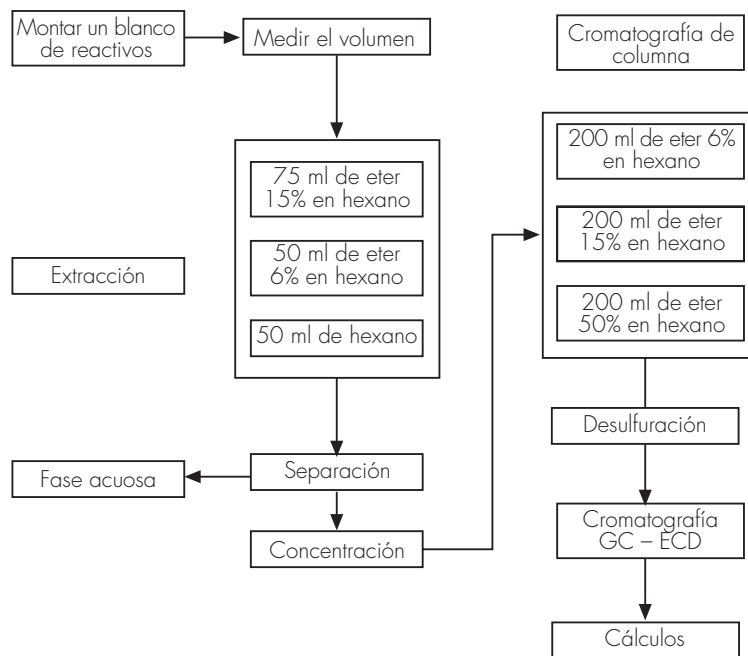 Montar un blanco
de reactivos
Medir el volumen
75 ml de eter
15% en hexano
Extracción
50 ml de eter
6% en hexano
50 ml de hexano
Separación
Fase acuosa
Concentración
Cromatografía de
columna
200 ml de eter 6%
en hexano
200 ml de eter
15% en hexano
200 ml de eter
50% en hexano
Desulfuración
Cromatografía
GC – ECD
Cálculos